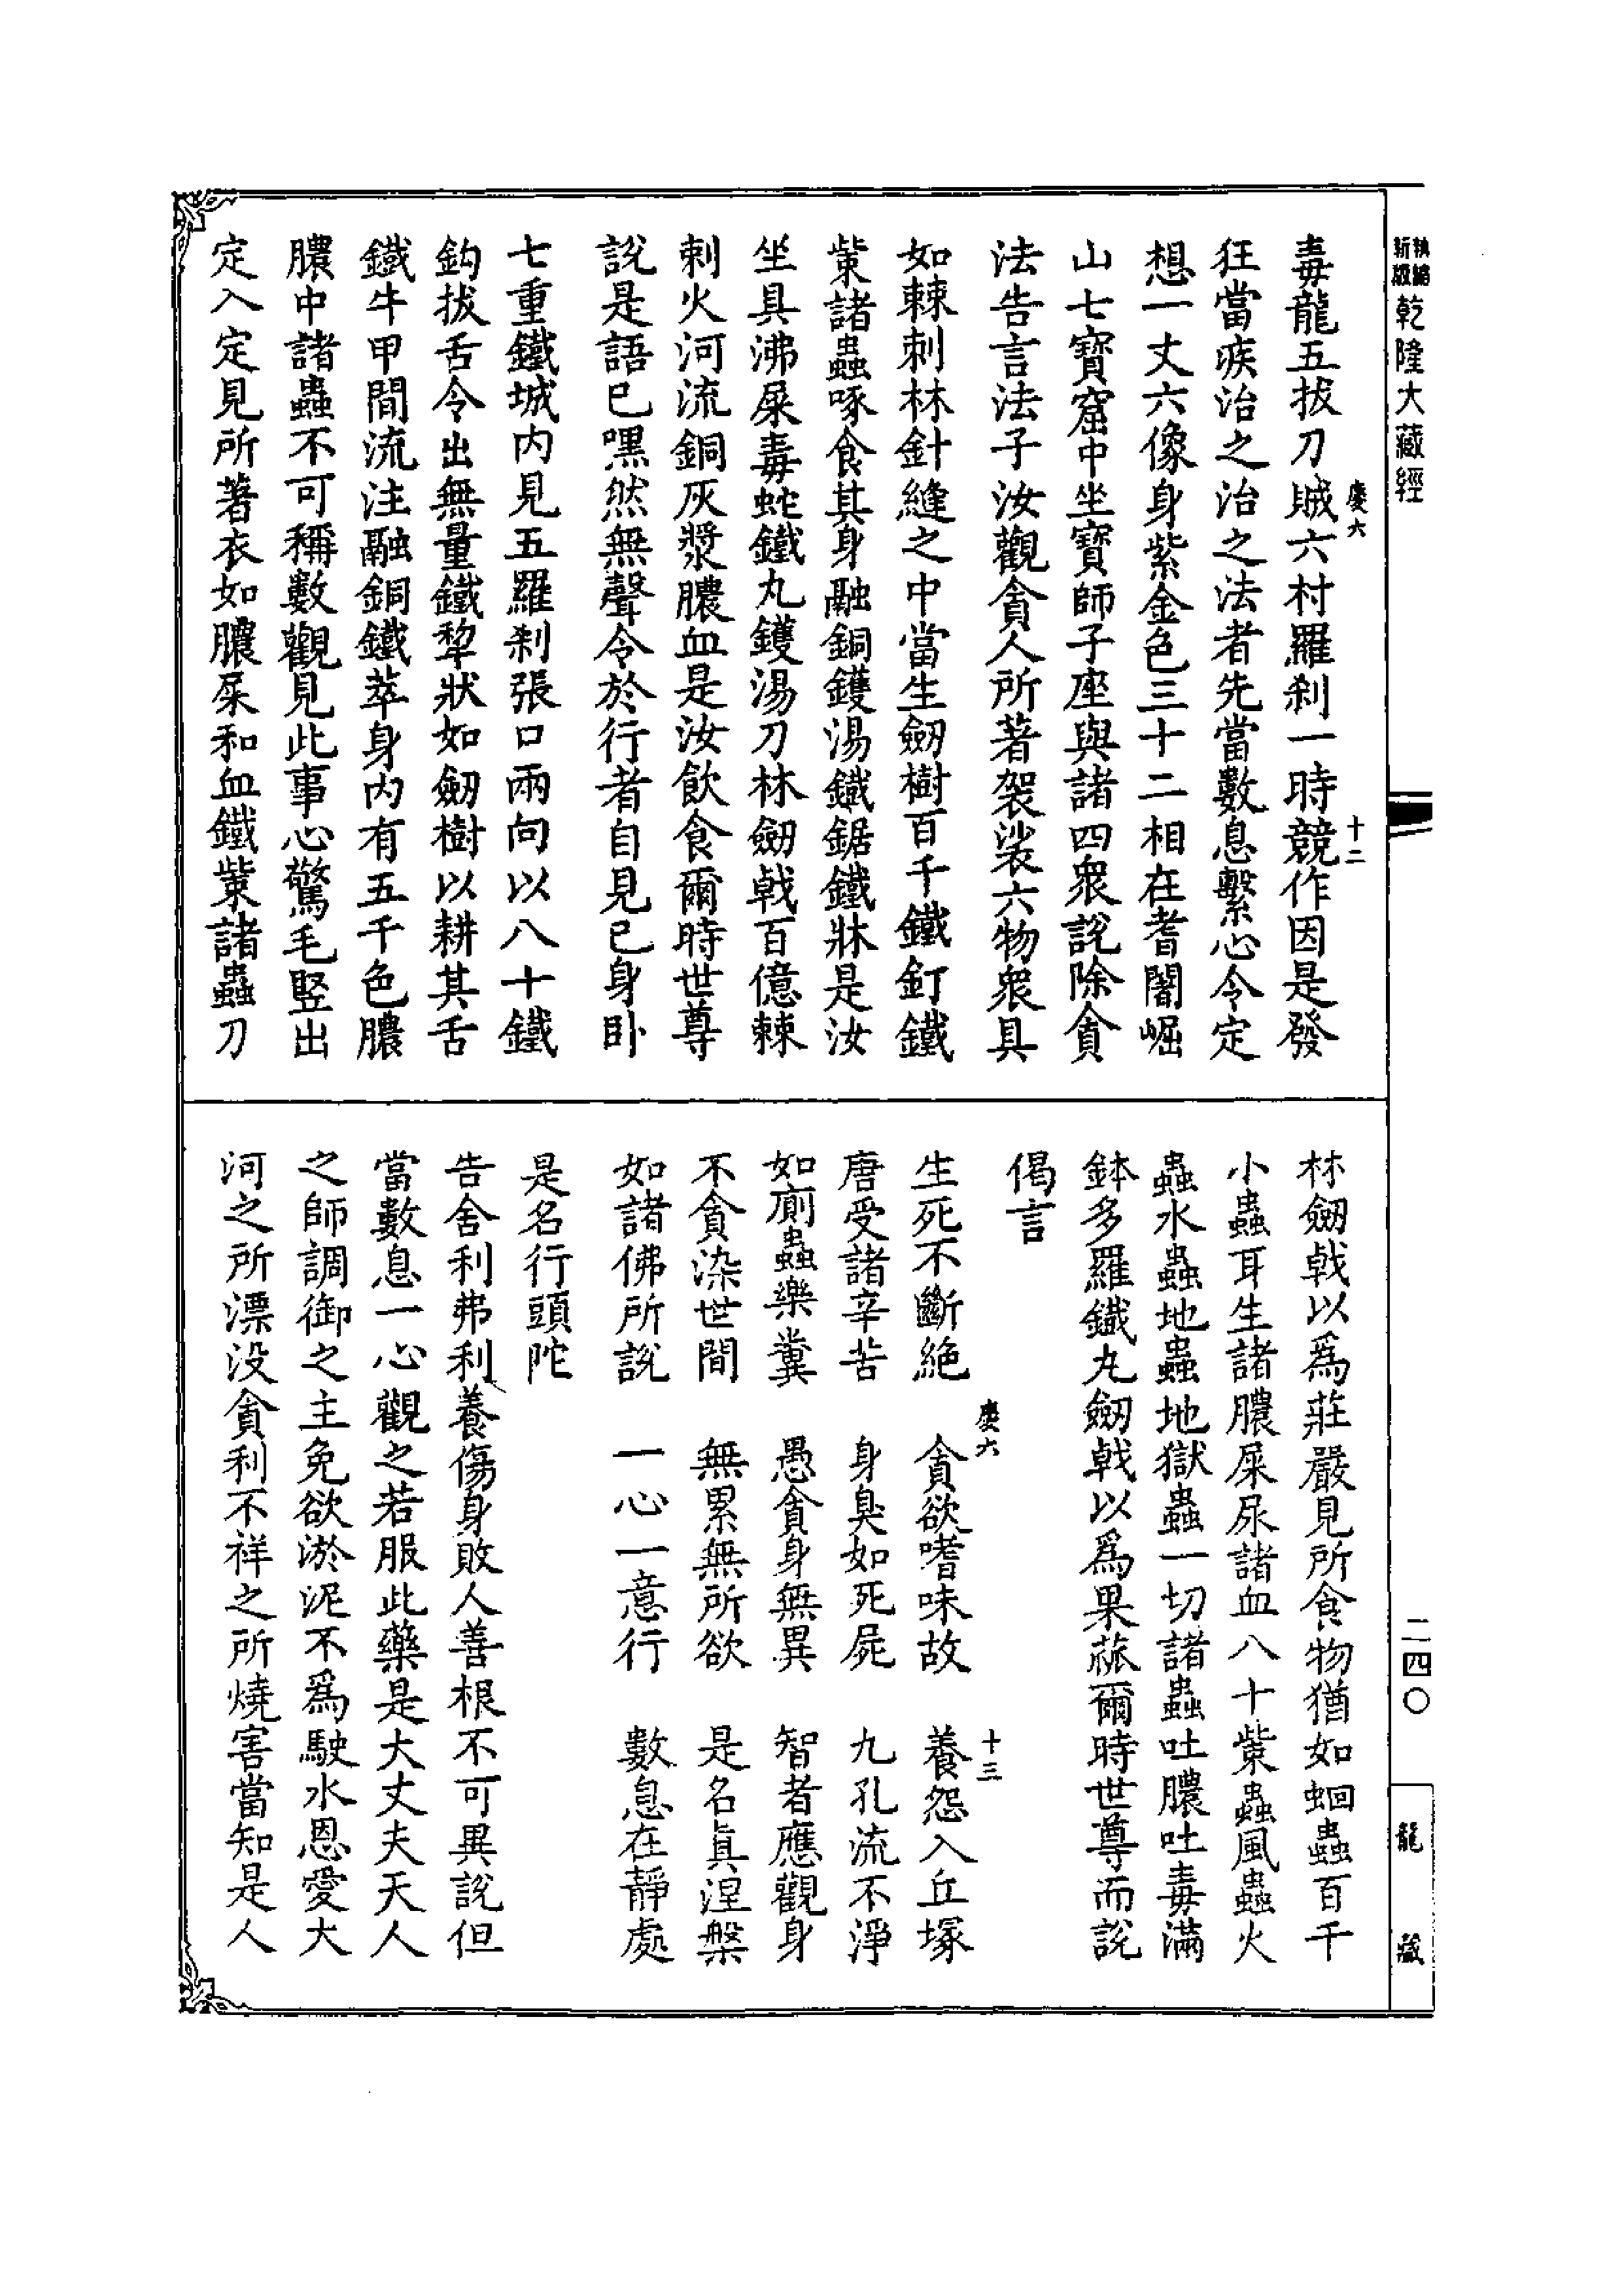 新編縮版
乾隆大藏經
二四〇
龍藏
慶六
十二
毒龍五拔刀賊六村羅刹一時競作因是發
狂當疾治之治之法者先當數息繫心令定
想一丈六像身紫金色三十二相在耆闍崛
山七寶窟中坐寶師子座與諸四衆說除貪
法告言法子汝觀貪人所著袈裟六物衆具
如棘刺林針縫之中當生劒樹百千鐵釘鐵
觜諸蟲啄食其身融銅鑊湯鐵鋸鐵牀是汝
坐具沸屎毒蛇鐵丸鑊湯刀林劒戟百億棘
刺火河流銅灰漿膿血是汝飲食爾時世尊
說是語已嘿然無聲令於行者自見已身卧
七重鐵城内見五羅刹張口兩向以八十鐵
鈎拔舌令出無量鐵犂狀如劒樹以耕其舌
鐵牛甲間流注融銅鐵萃身内有五千色膿
膿中諸蟲不可稱數觀見此事心驚毛竪出
定入定見所著衣如膿屎和血鐵觜諸蟲刀
林劒戟以爲莊嚴見所食物猶如蛔蟲百千
小蟲耳生諸膿屎尿諸血八十觜蟲風蟲火
蟲水蟲地蟲地獄蟲一切諸蟲吐膿吐毒滿
鉢多羅鐵丸劒戟以爲果蓏爾時世尊而說
偈言
慶六
十三
生死不斷絶　貪欲嗜味故　養怨入丘塚
唐受諸辛苦　身臭如死屍　九孔流不淨
如廁蟲樂糞　愚貪身無異　智者應觀身
不貪染世間　無累無所欲　是名眞涅槃
如諸佛所說　一心一意行　數息在靜處
是名行頭陀
告舍利弗利養傷身敗人善根不可具說但
當數息一心觀之若服此藥是大丈夫天人
之師調御之主免欲淤泥不爲駛水恩愛大
河之所漂没貪利不祥之所燒害當知是人